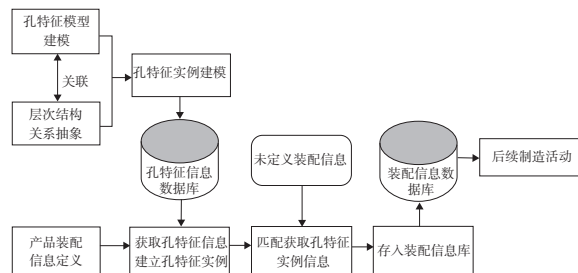 孔特征模型
建模
关联
层次结构
关系抽象
孔特征实例建模
孔特征信息
数据库
未定义装配信息
装配信息数
据库
后续制造活动
产品装配
信息定义
获取孔特征信息
建立孔特征实例
匹配获取孔特征
实例信息
存入装配信息库